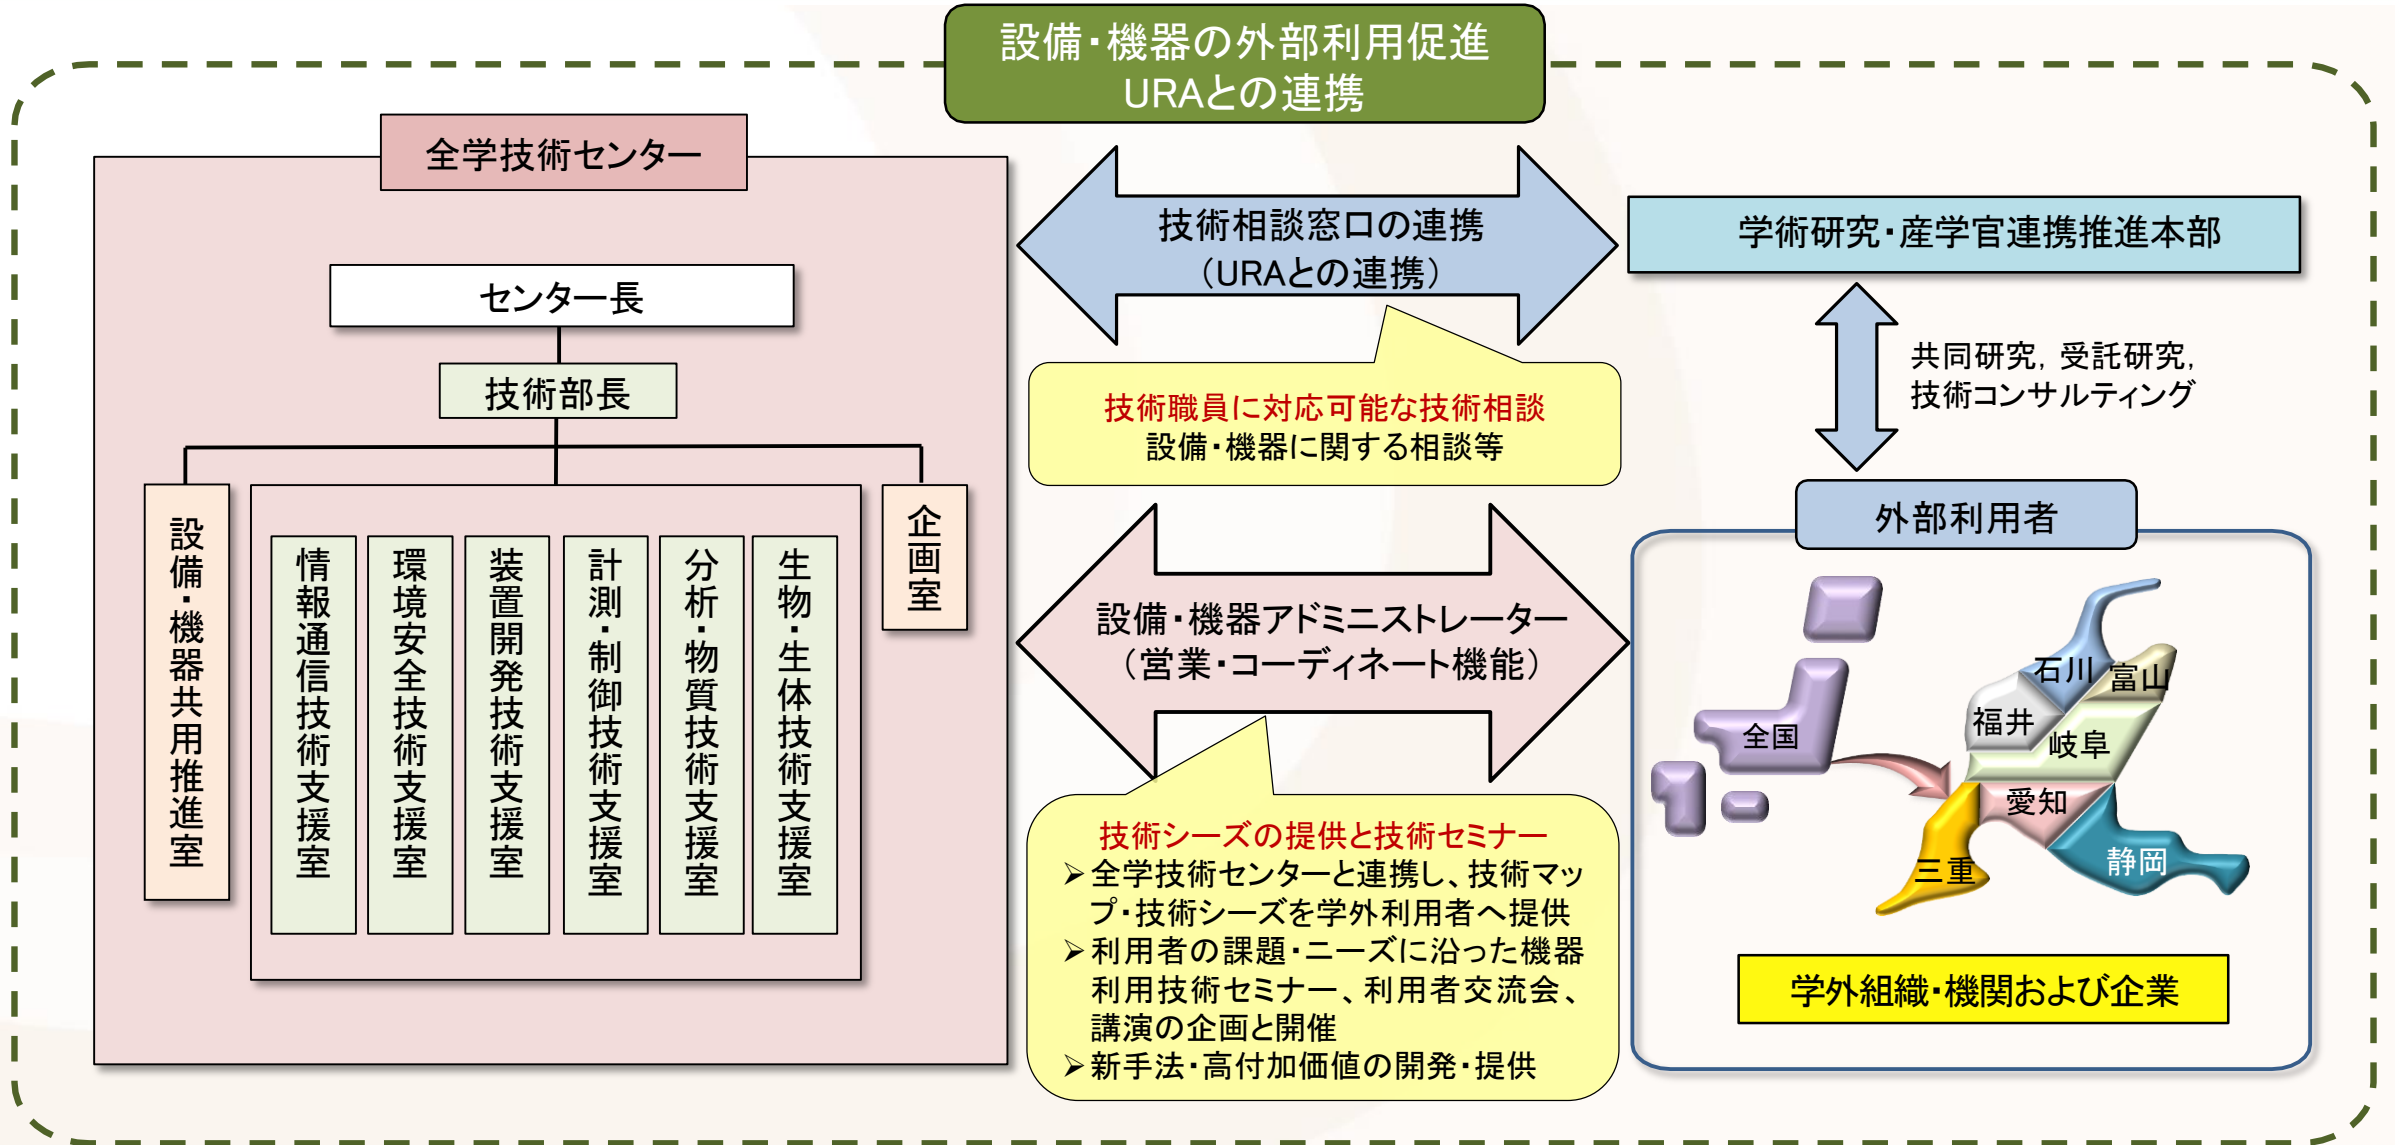 設備・機器の外部利用促進
URAとの連携
全学技術センター
センター長
技術部長
設備・機器共用推進室
情報通信技術支援室
環境安全技術支援室
装置開発技術支援室
計測・制御技術支援室
分析・物質技術支援室
生物・生体技術支援室
企画室
技術相談窓口の連携
（URAとの連携）
技術職員に対応可能な技術相談
設備・機器に関する相談等
設備・機器アドミニストレーター
（営業・コーディネート機能）
技術シーズの提供と技術セミナー
➢全学技術センターと連携し、技術マッ
プ・技術シーズを学外利用者へ提供
➢利用者の課題・ニーズに沿った機器
利用技術セミナー、利用者交流会、
講演の企画と開催
➢新手法・高付加価値の開発・提供
学術研究・産学官連携推進本部
共同研究，受託研究，
技術コンサルティング
外部利用者
石川
富山
福井
岐阜
全国
愛知
三重
静岡
学外組織・機関および企業